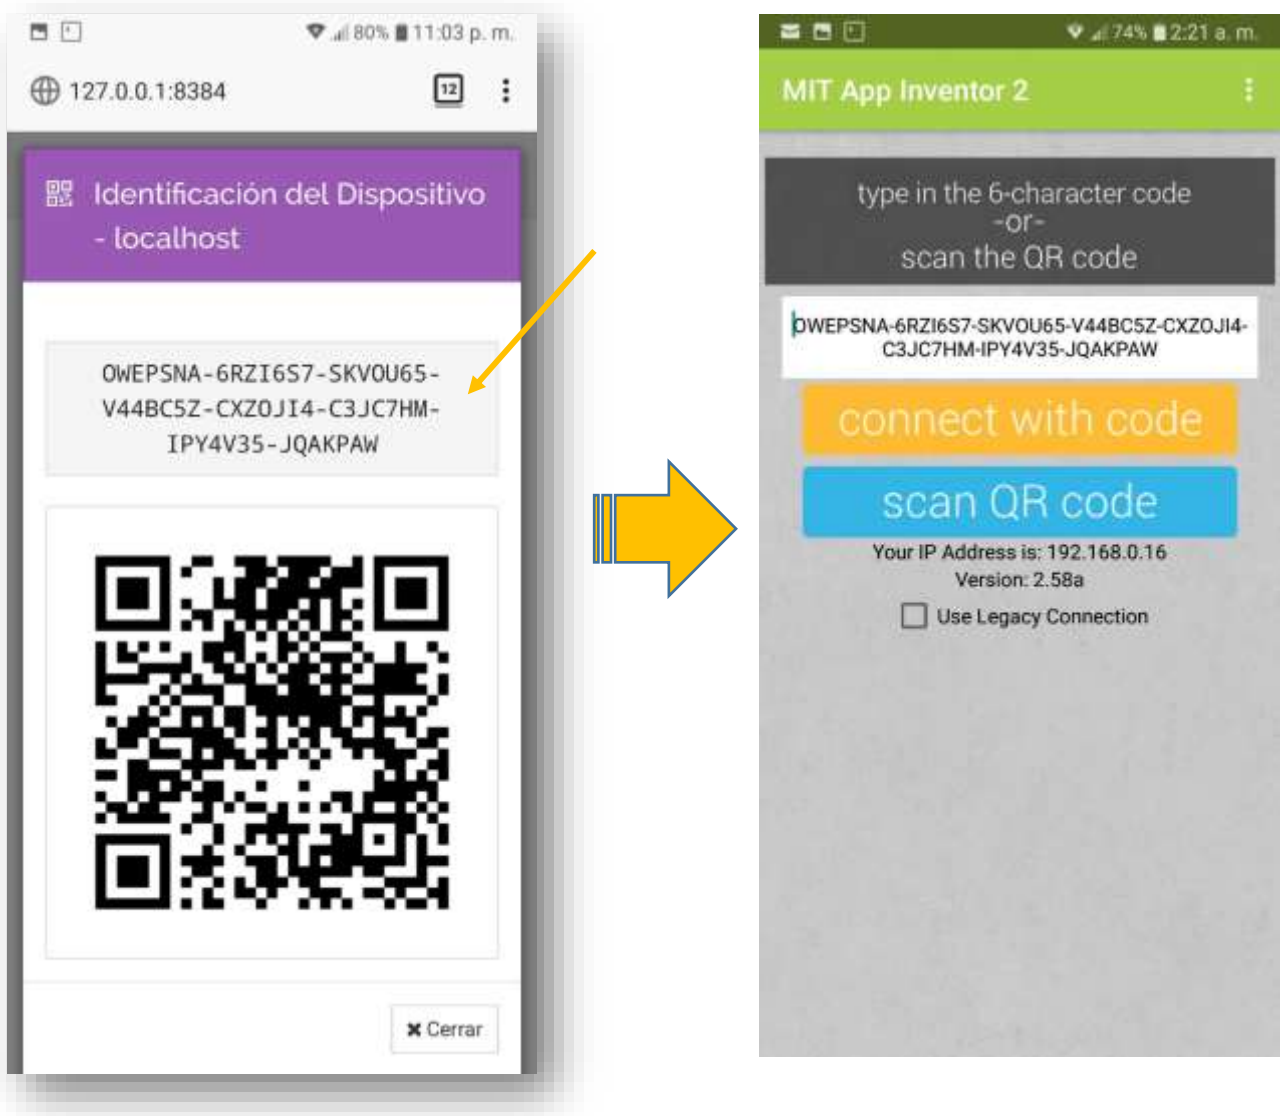 80% 11:03 p. m.
127.0.0.1:8384
12
Identificación del Dispositivo
- localhost
OWEPSNA-6RZI6S7-SKVOU65-
V44BC5Z-CXZOJI4-C3JC7HM-
IPY4V35-JQAKPAW
✖ Cerrar
74% 2:21 a. m.
MIT App Inventor 2
type in the 6-character code
-or-
scan the QR code
OWEPSNA-6RZI6S7-SKVOU65-V44BC5Z-CXZOJI4-
C3JC7HM-IPY4V35-JQAKPAW
connect with code
scan QR code
Your IP Address is: 192.168.0.16
Version: 2.58a
Use Legacy Connection